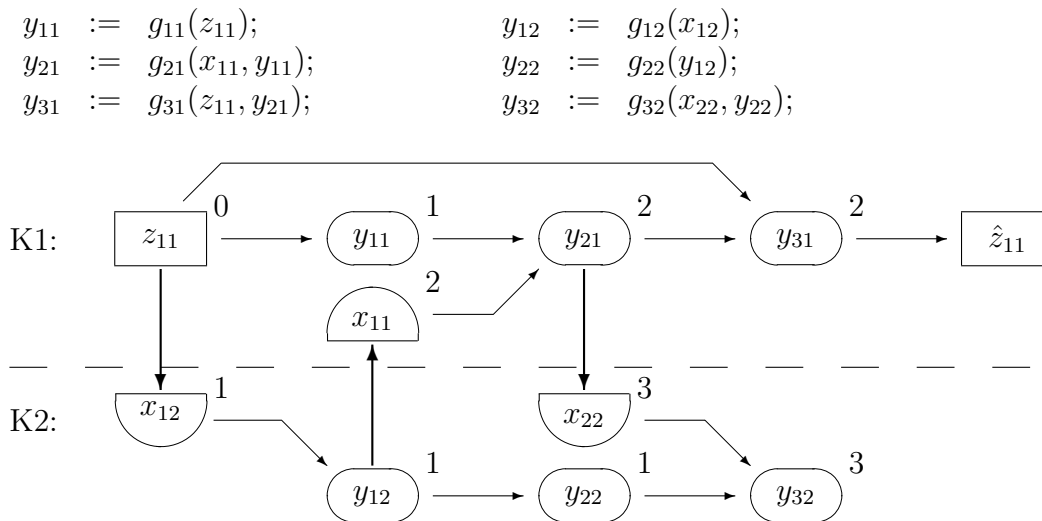 y₁₁ := g₁₁(z₁₁); y₁₂ := g₁₂(x₁₂);
y₂₁ := g₂₁(x₁₁, y₁₁); y₂₂ := g₂₂(y₁₂);
y₃₁ := g₃₁(z₁₁, y₂₁); y₃₂ := g₃₂(x₂₂, y₂₂);
0 1 2 2
K1: z₁₁ y₁₁ y₂₁ y₃₁ ẑ₁₁
2
x₁₁
1 3
K2: x₁₂ x₂₂
1 1 3
y₁₂ y₂₂ y₃₂